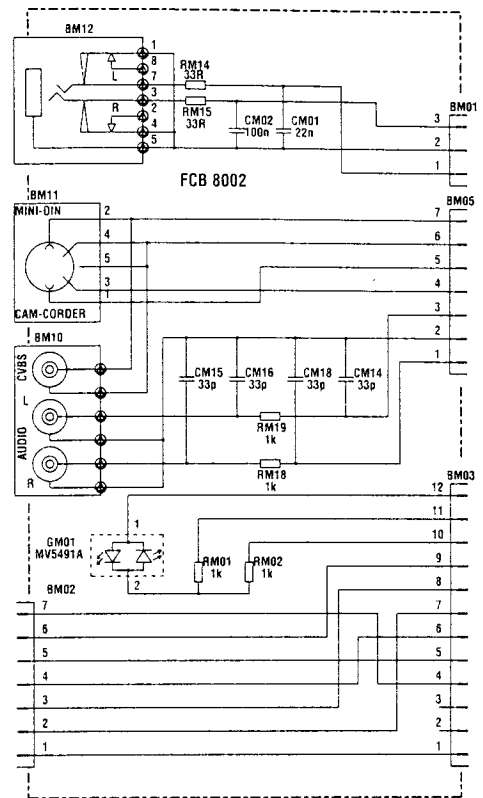 BM12
1
8
7
3
2
4
5
L
R
RM14
33R
RM15
33R
CM02
100n
CM01
22n
BM01
3
2
1
FCB 8002
BM11
MINI-DIN
2
4
5
3
1
CAM-CORDER
BM05
7
6
5
4
3
2
1
BM10
CVBS
L
AUDIO
R
CM15
33p
CM16
33p
CM18
33p
CM14
33p
RM19
1k
RM18
1k
BM03
12
11
10
9
8
7
6
5
4
3
2
1
GM01
MV5491A
1
2
RM01
1k
RM02
1k
BM02
7
6
5
4
3
2
1